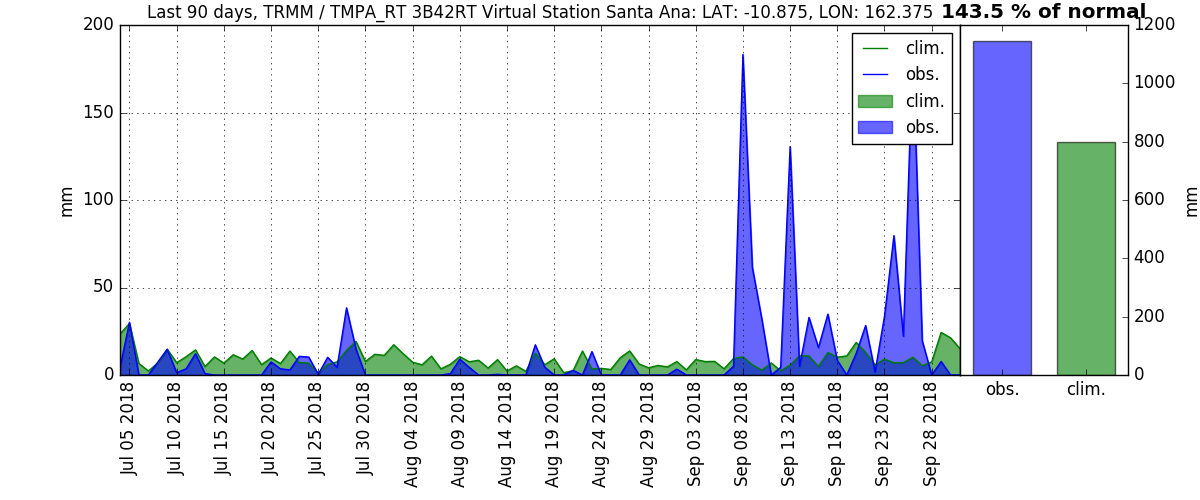 Last 90 days, TRMM / TMPA_RT 3B42RT Virtual Station Santa Ana: LAT: -10.875, LON: 162.375 143.5 % of normal
200
150
100
50
0
mm
clim.
obs.
clim.
obs.
1200
1000
800
600
400
200
0
mm
obs. clim.
Jul 05 2018
Jul 10 2018
Jul 15 2018
Jul 20 2018
Jul 25 2018
Jul 30 2018
Aug 04 2018
Aug 09 2018
Aug 14 2018
Aug 19 2018
Aug 24 2018
Aug 29 2018
Sep 03 2018
Sep 08 2018
Sep 13 2018
Sep 18 2018
Sep 23 2018
Sep 28 2018